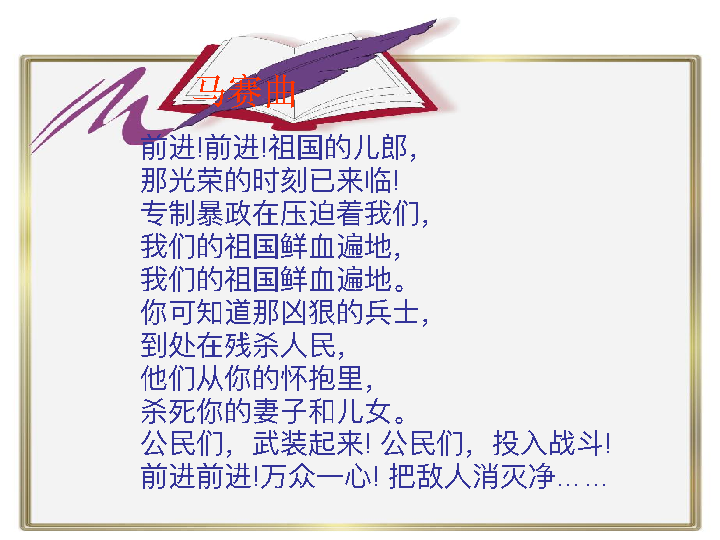 马赛曲
前进!前进!祖国的儿郎，
那光荣的时刻已来临!
专制暴政在压迫着我们，
我们的祖国鲜血遍地，
我们的祖国鲜血遍地。
你可知道那凶狠的兵士，
到处在残杀人民，
他们从你的怀抱里，
杀死你的妻子和儿女。
公民们，武装起来! 公民们，投入战斗!
前进前进!万众一心! 把敌人消灭净……